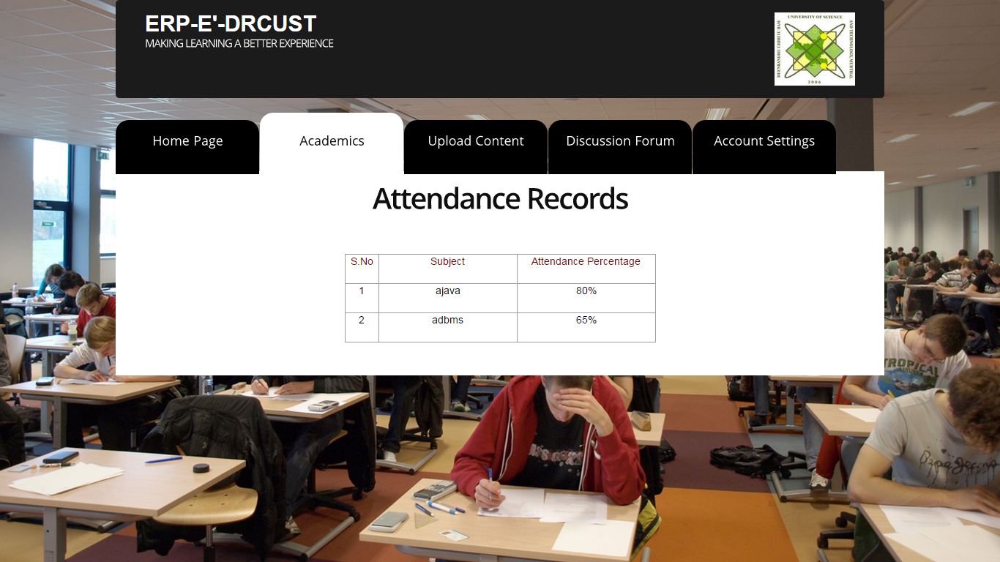 ERP-E'-DRCUST
MAKING LEARNING A BETTER EXPERIENCE
UNIVERSITY OF SCIENCE
AND TECHNOLOGY, MURTHAL
DEENBANDHU CHHOTU RAM
2006
Home Page
Academics
Upload Content
Discussion Forum
Account Settings
Attendance Records
S.No Subject Attendance Percentage
1 ajava 80%
2 adbms 65%
TROPICAL